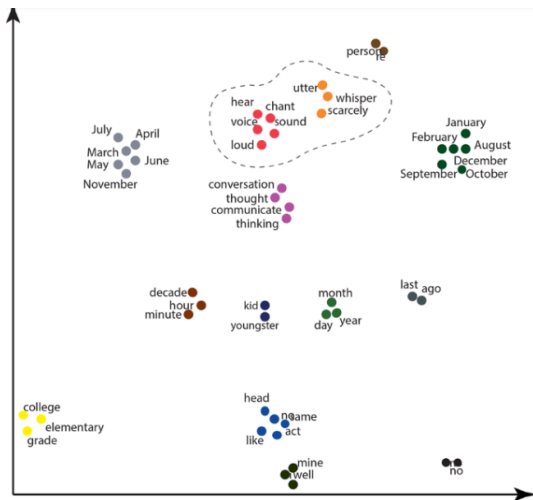 person
re
utter
whisper
scarcely
hear
chant
voice
sound
loud
January
February
August
December
September
October
July
April
March
May
June
November
conversation
thought
communicate
thinking
last
ago
decade
hour
minute
kid
youngster
month
day
year
college
elementary
grade
head
same
like
act
mine
well
no